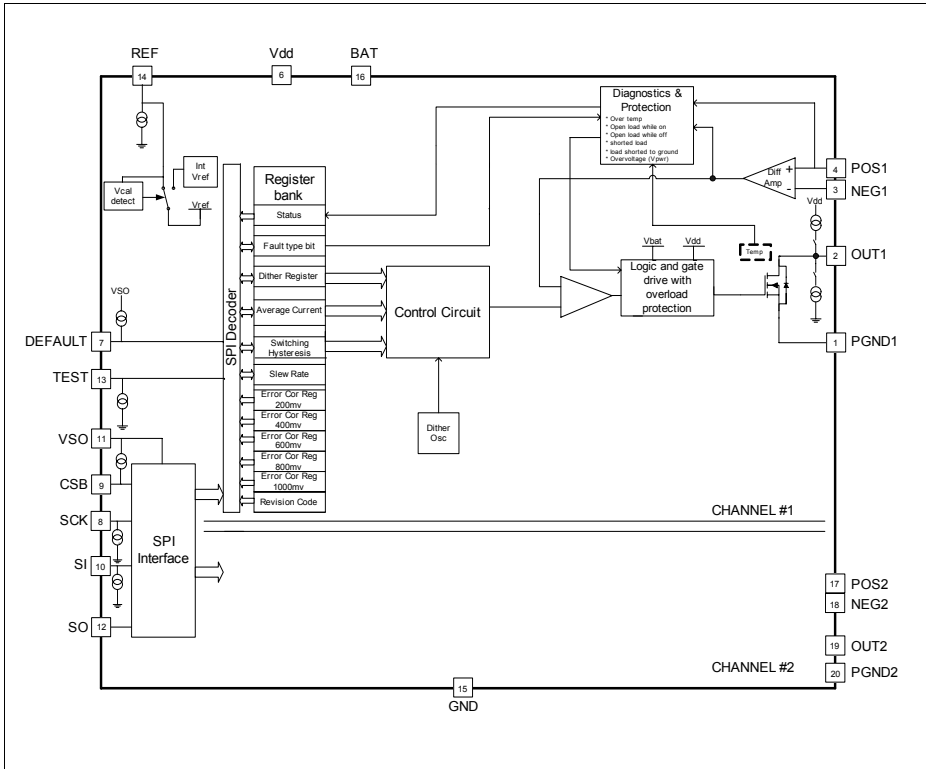 REF
Vdd
BAT
14
6
16
Diagnostics &
Protection
* Over temp
* Open load while on
* Open load while off
* shorted load
* load shorted to ground
* Overvoltage (Vpwr)
Int
Vref
Vcal
detect
Vref
Register
bank
Status
Fault type bit
Dither Register
Average Current
Switching
Hysteresis
Slew Rate
Error Cor Reg
200mv
Error Cor Reg
400mv
Error Cor Reg
600mv
Error Cor Reg
800mv
Error Cor Reg
1000mv
Revision Code
SPI Decoder
Control Circuit
Dither
Osc
Diff
Amp
+
-
4
POS1
3
NEG1
Vdd
Temp
2
OUT1
Vbat
Vdd
Logic and gate
drive with
overload
protection
1
PGND1
VSO
DEFAULT
7
TEST
13
VSO
11
CSB
9
SCK
8
SI
10
SO
12
SPI
Interface
CHANNEL #1
17
POS2
18
NEG2
19
OUT2
CHANNEL #2
20
PGND2
15
GND